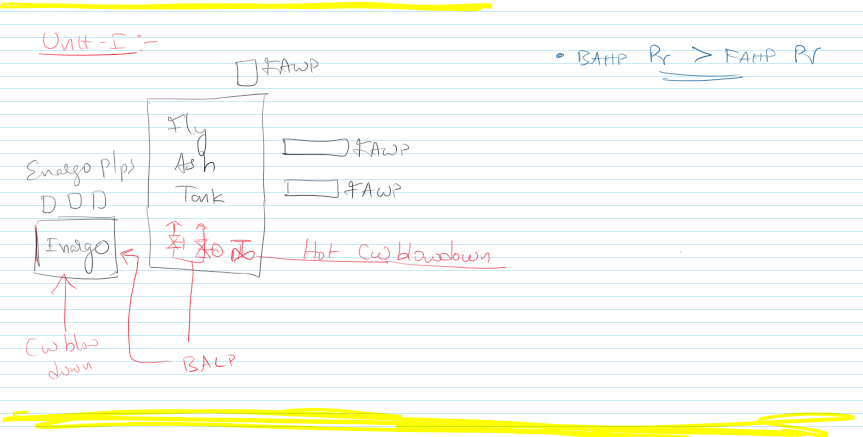 Unit-I :-
• BAHP Pr > FAHP Pr
FAWP
Fly
Ash
Tank
FAWP
FAWP
Enalgo P/ps
Enalgo
Hot CW blowdown
CW blow
down
BALP